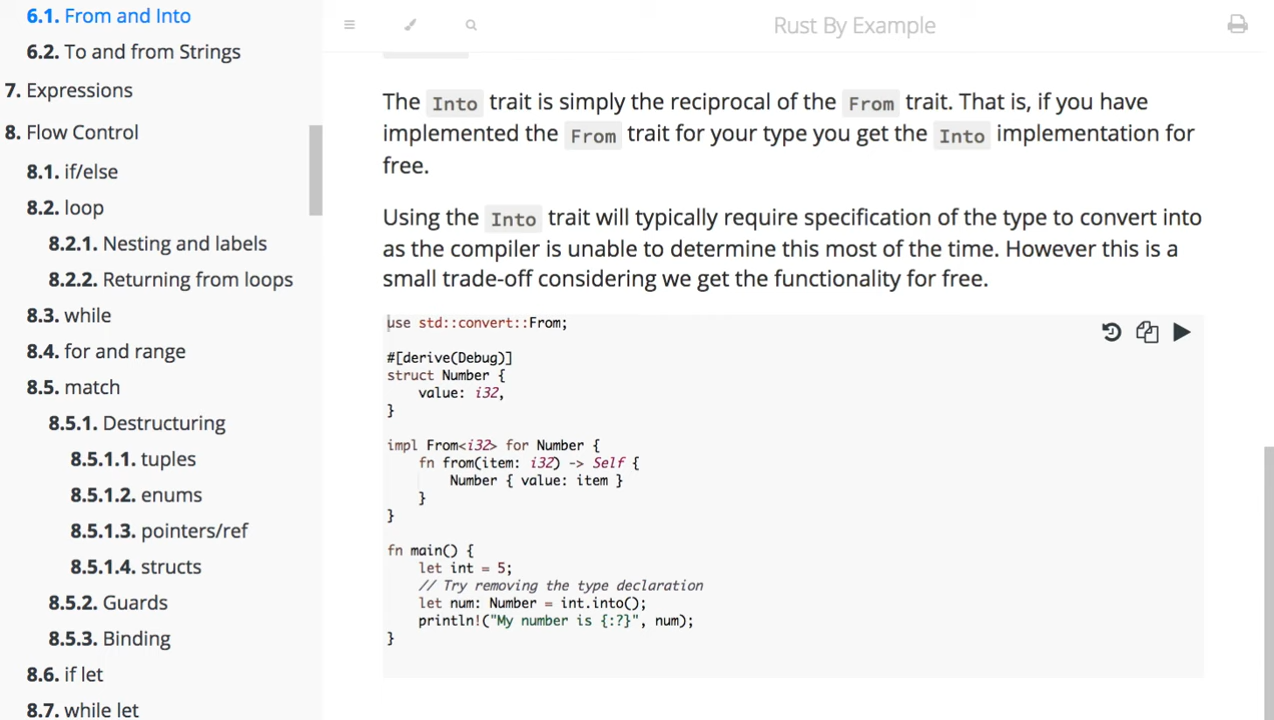 6.1. From and Into
6.2. To and from Strings
7. Expressions
8. Flow Control
8.1. if/else
8.2. loop
8.2.1. Nesting and labels
8.2.2. Returning from loops
8.3. while
8.4. for and range
8.5. match
8.5.1. Destructuring
8.5.1.1. tuples
8.5.1.2. enums
8.5.1.3. pointers/ref
8.5.1.4. structs
8.5.2. Guards
8.5.3. Binding
8.6. if let
8.7. while let
Rust By Example
The Into trait is simply the reciprocal of the From trait. That is, if you have
implemented the From trait for your type you get the Into implementation for
free.
Using the Into trait will typically require specification of the type to convert into
as the compiler is unable to determine this most of the time. However this is a
small trade-off considering we get the functionality for free.
use std::convert::From;
#[derive(Debug)]
struct Number {
    value: i32,
}
impl From<i32> for Number {
    fn from(item: i32) -> Self {
        Number { value: item }
    }
}
fn main() {
    let int = 5;
    // Try removing the type declaration
    let num: Number = int.into();
    println!("My number is {:?}", num);
}